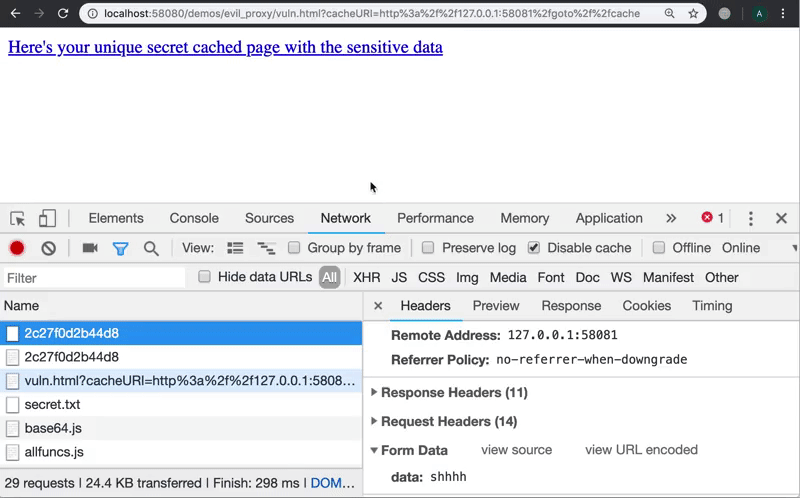 localhost:58080/demos/evil_proxy/vuln.html?cacheURI=http%3a%2f%2f127.0.0.1:58081%2fgoto%2f%2fcache
A
Here's your unique secret cached page with the sensitive data
Elements Console Sources Network Performance Memory Application » 1
View: Group by frame Preserve log Disable cache Offline Online
Filter Hide data URLs All XHR JS CSS Img Media Font Doc WS Manifest Other
Name × Headers Preview Response Cookies Timing
2c27f0d2b44d8
Remote Address: 127.0.0.1:58081
2c27f0d2b44d8
Referrer Policy: no-referrer-when-downgrade
vuln.html?cacheURI=http%3a%2f%2f127.0.0.1:5808…
Response Headers (11)
secret.txt
Request Headers (14)
base64.js
allfuncs.js
Form Data view source view URL encoded
29 requests | 24.4 KB transferred | Finish: 298 ms | DOM…
data: shhhh